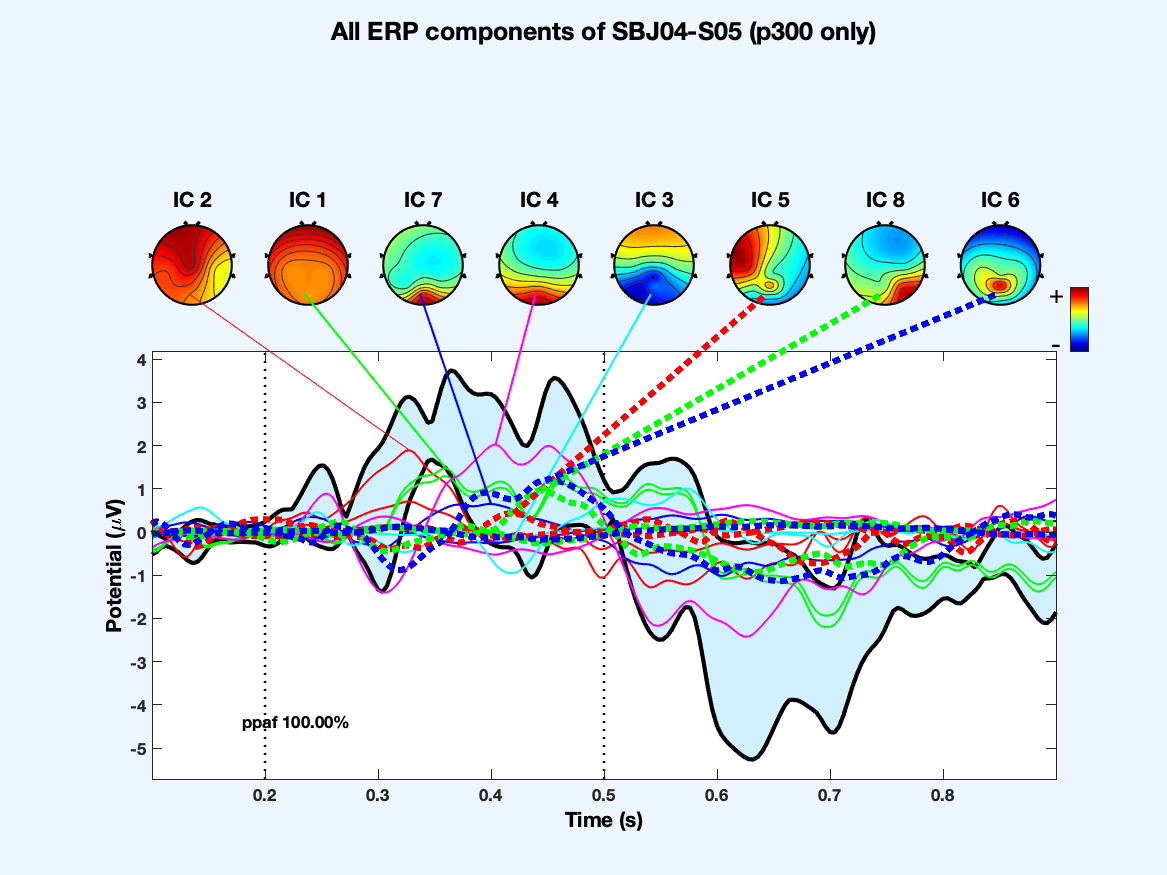 All ERP components of SBJ04-S05 (p300 only)
IC 2 IC 1 IC 7 IC 4 IC 3 IC 5 IC 8 IC 6
+
-
4
3
2
1
0
-1
-2
-3
-4
-5
Potential (μV)
ppaf 100.00%
0.2 0.3 0.4 0.5 0.6 0.7 0.8
Time (s)